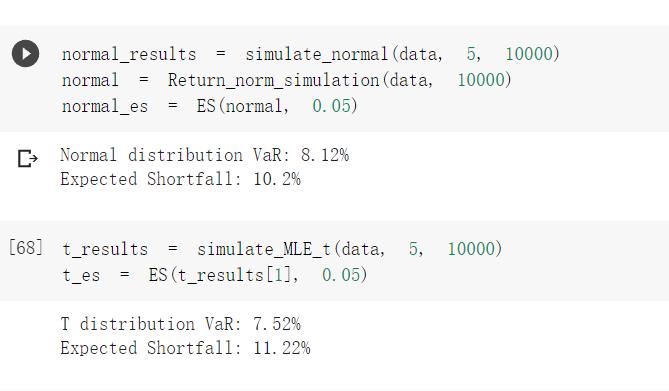 normal_results = simulate_normal(data, 5, 10000)
normal = Return_norm_simulation(data, 10000)
normal_es = ES(normal, 0.05)
Normal distribution VaR: 8.12%
Expected Shortfall: 10.2%
[68] t_results = simulate_MLE_t(data, 5, 10000)
t_es = ES(t_results[1], 0.05)
T distribution VaR: 7.52%
Expected Shortfall: 11.22%